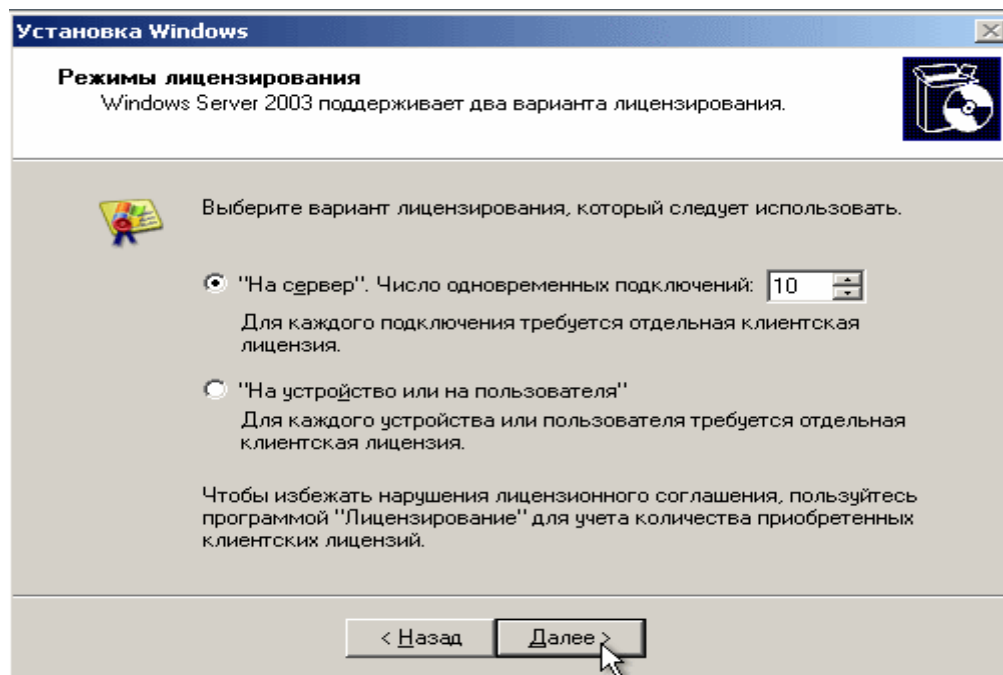 Установка Windows
Режимы лицензирования
Windows Server 2003 поддерживает два варианта лицензирования.
Выберите вариант лицензирования, который следует использовать.
"На сервер". Число одновременных подключений: 10
Для каждого подключения требуется отдельная клиентская
лицензия.
"На устройство или на пользователя"
Для каждого устройства или пользователя требуется отдельная
клиентская лицензия.
Чтобы избежать нарушения лицензионного соглашения, пользуйтесь
программой "Лицензирование" для учета количества приобретенных
клиентских лицензий.
< Назад Далее >